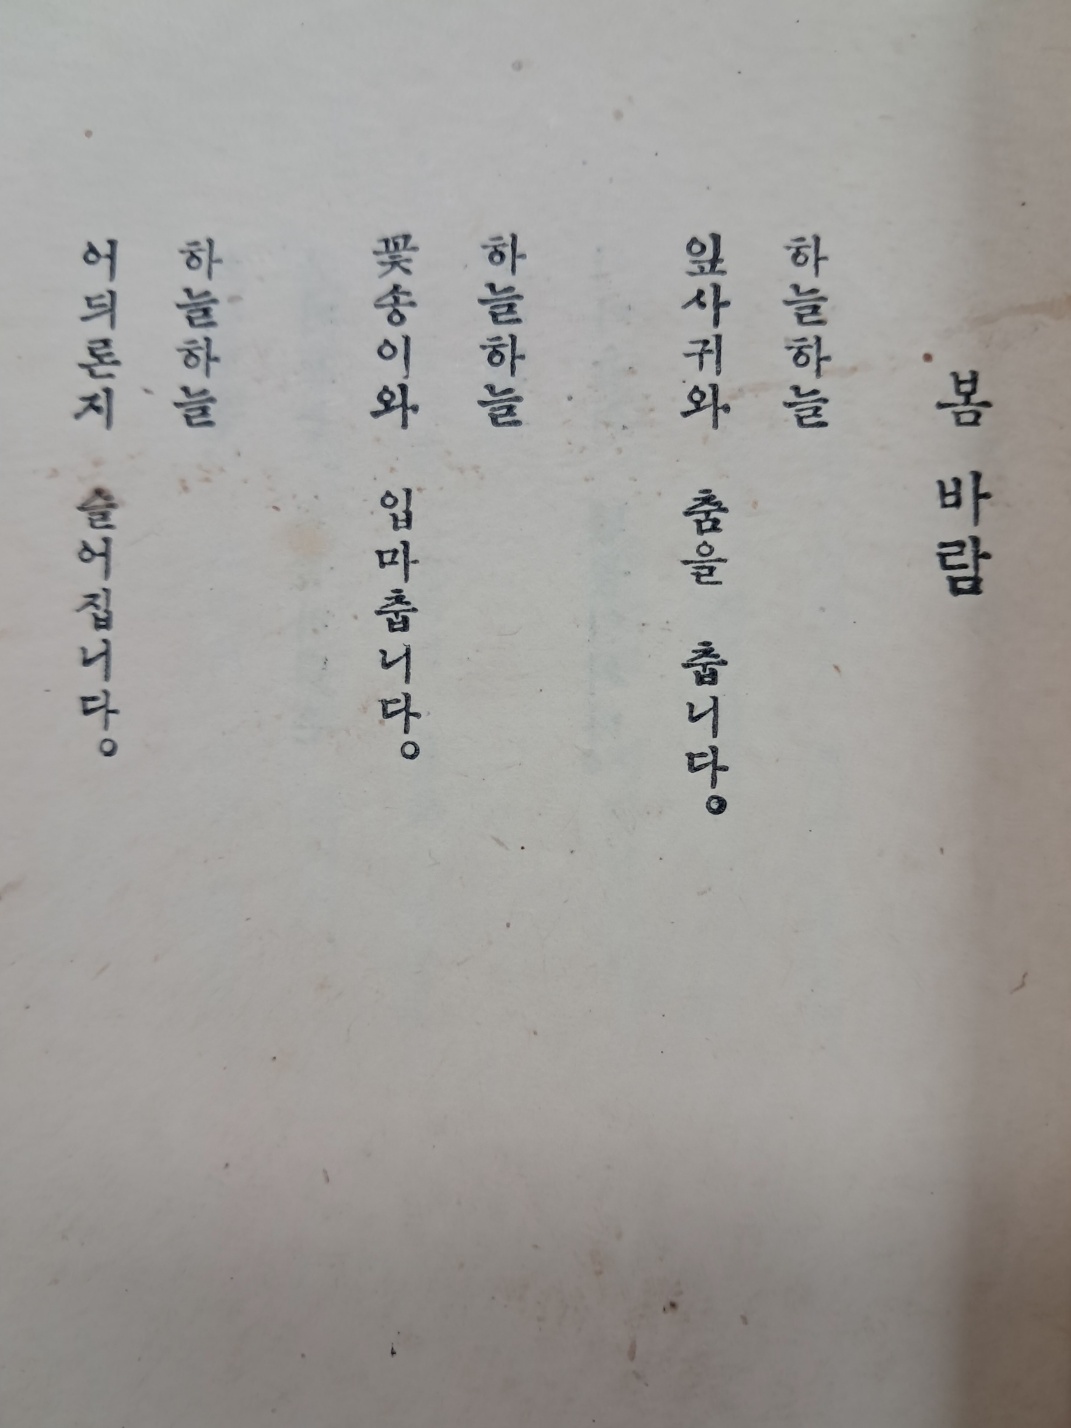 봄 바람
하늘하늘
잎사귀와 춤을 춥니다。
하늘하늘
꽃송이와 입마춥니다。
하늘하늘
어듸론지 슬어집니다。